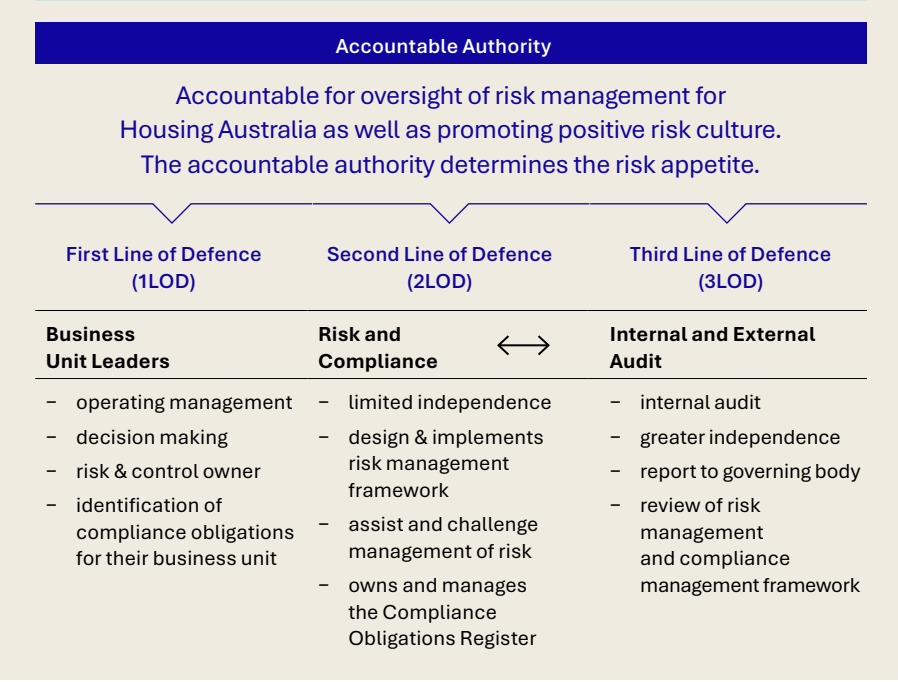 Accountable Authority
Accountable for oversight of risk management for
Housing Australia as well as promoting positive risk culture.
The accountable authority determines the risk appetite.
First Line of Defence
(1LOD)
Business
Unit Leaders
– operating management
– decision making
– risk & control owner
– identification of
compliance obligations
for their business unit
Second Line of Defence
(2LOD)
Risk and
Compliance
– limited independence
– design & implements
risk management
framework
– assist and challenge
management of risk
– owns and manages
the Compliance
Obligations Register
Third Line of Defence
(3LOD)
Internal and External
Audit
– internal audit
– greater independence
– report to governing body
– review of risk
management
and compliance
management framework